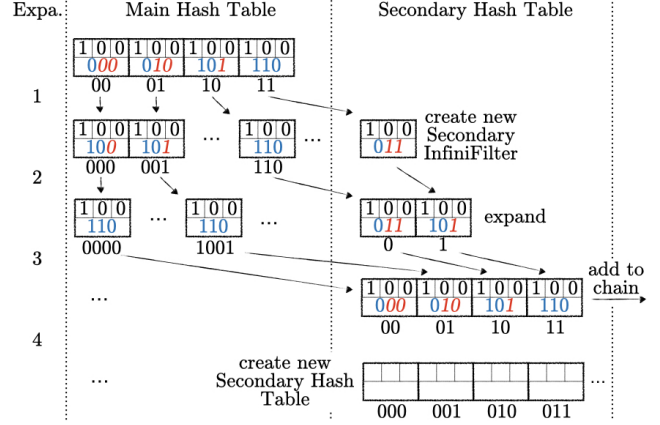 Expa. Main Hash Table Secondary Hash Table
1 0 0 1 0 0 1 0 0 1 0 0
000 010 101 110
00 01 10 11
1
1 0 0 1 0 0 ... 1 0 0 ... 1 0 0
100 101 110 011
000 001 110
create new
Secondary
InfiniFilter
2
1 0 0 ... 1 0 0 ... 1 0 0 1 0 0
110 110 011 101
0000 1001 0 1
expand
3
1 0 0 1 0 0 1 0 0 1 0 0
... 000 010 101 110
00 01 10 11
add to
chain
4
... create new
Secondary Hash
Table
...
000 001 010 011